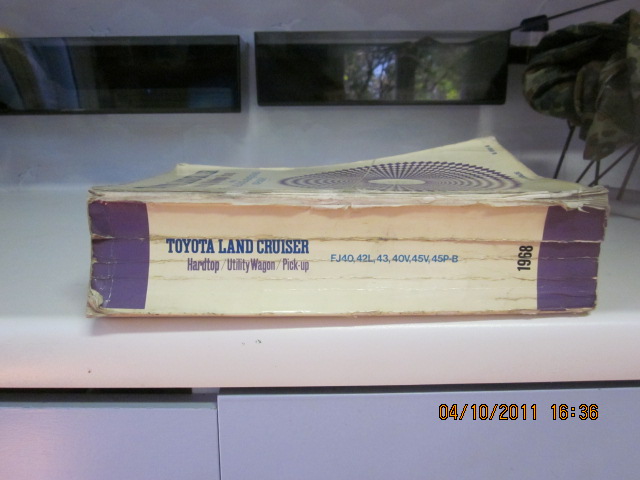 TOYOTA LAND CRUISER
Hardtop / Utility Wagon / Pick-up
FJ40, 42L, 43, 40V, 45V, 45P-B
1968
04/10/2011 16:36